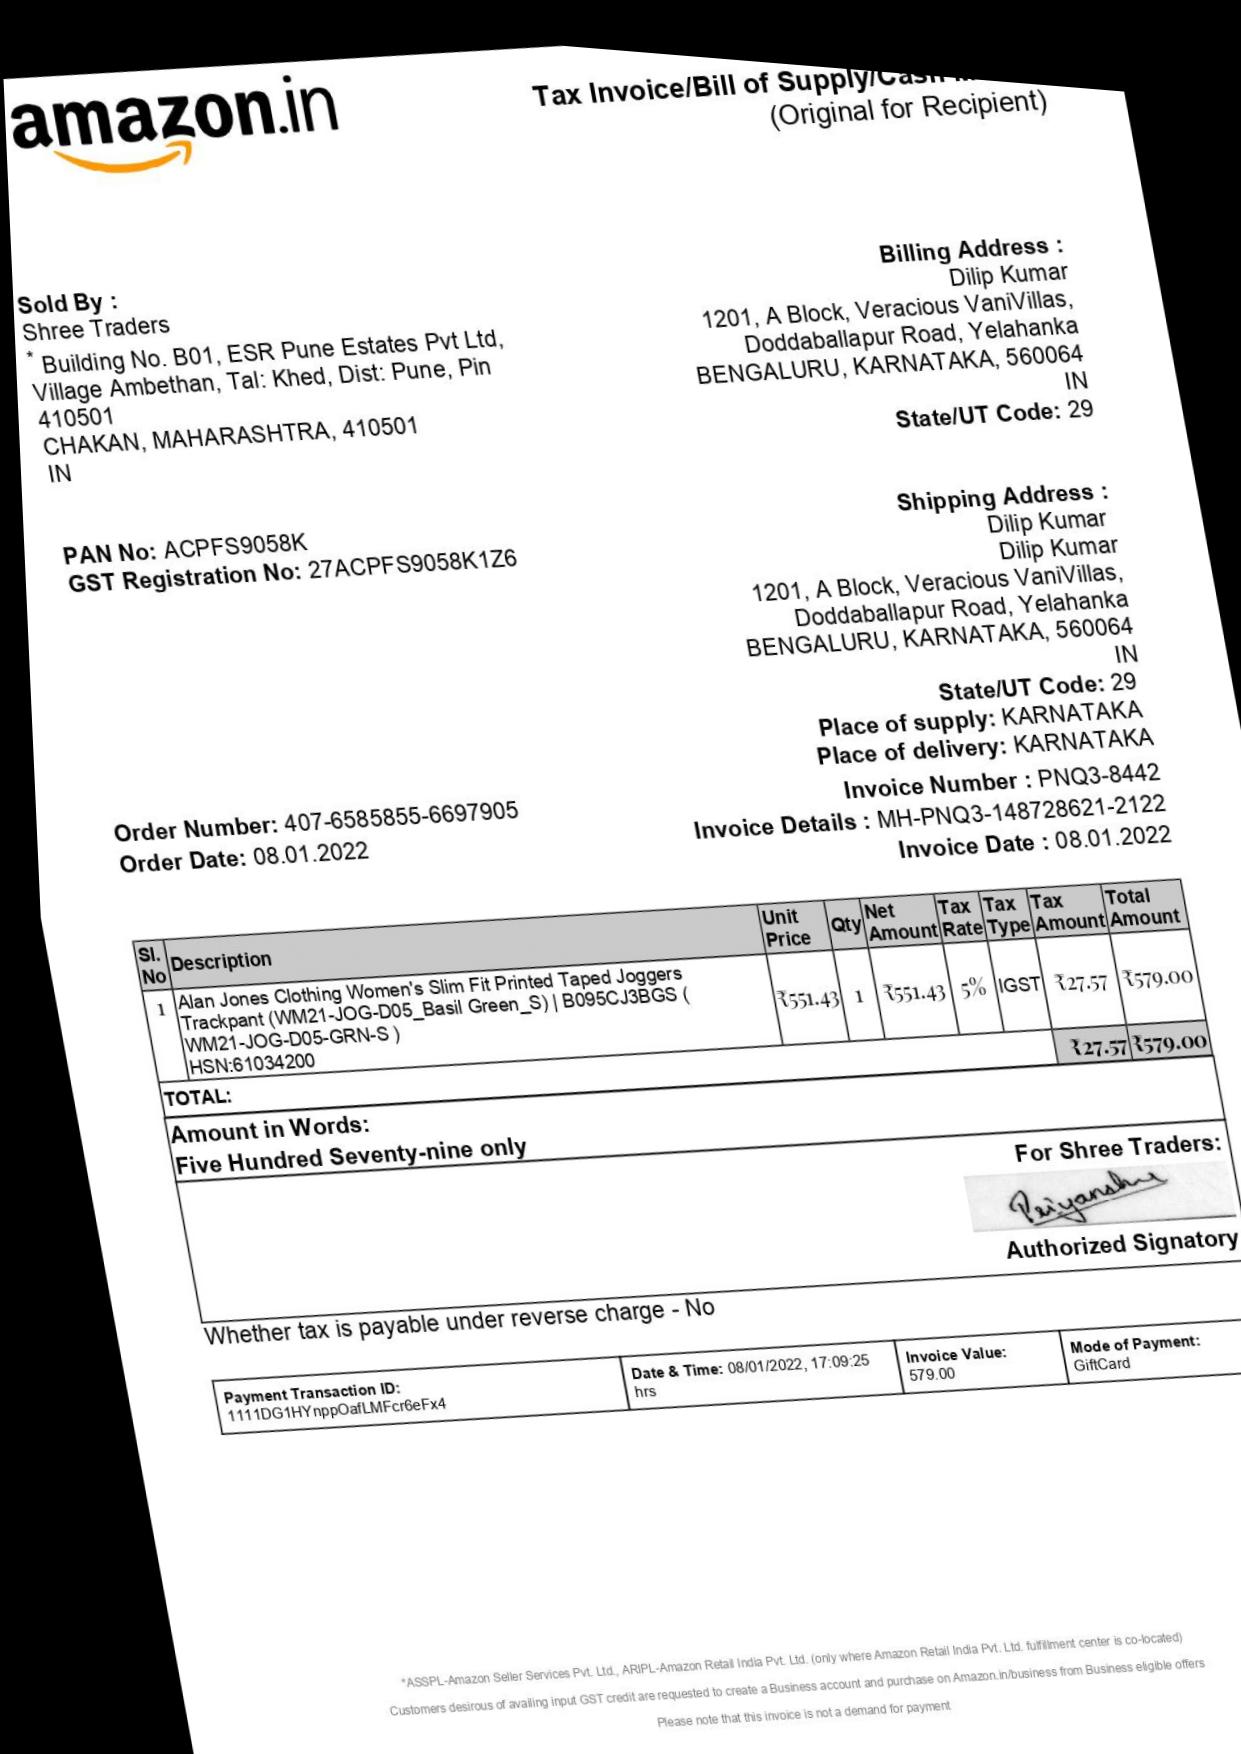 amazon.in
Tax Invoice/Bill of Supply/Cash
(Original for Recipient)
Sold By :
Shree Traders
* Building No. B01, ESR Pune Estates Pvt Ltd,
Village Ambethan, Tal: Khed, Dist: Pune, Pin
410501
CHAKAN, MAHARASHTRA, 410501
IN
PAN No: ACPFS9058K
GST Registration No: 27ACPFS9058K1Z6
Billing Address :
Dilip Kumar
1201, A Block, Veracious VaniVillas,
Doddaballapur Road, Yelahanka
BENGALURU, KARNATAKA, 560064
IN
State/UT Code: 29
Shipping Address :
Dilip Kumar
Dilip Kumar
1201, A Block, Veracious VaniVillas,
Doddaballapur Road, Yelahanka
BENGALURU, KARNATAKA, 560064
IN
State/UT Code: 29
Place of supply: KARNATAKA
Place of delivery: KARNATAKA
Order Number: 407-6585855-6697905
Order Date: 08.01.2022
Invoice Number : PNQ3-8442
Invoice Details : MH-PNQ3-148728621-2122
Invoice Date : 08.01.2022
Sl. No Description Unit Price Qty Net Amount Tax Rate Tax Type Tax Amount Total Amount
1 Alan Jones Clothing Women's Slim Fit Printed Taped Joggers ₹551.43 1 ₹551.43 5% IGST ₹27.57 ₹579.00
Trackpant (WM21-JOG-D05_Basil Green_S) | B095CJ3BGS (
WM21-JOG-D05-GRN-S )
HSN:61034200
TOTAL: ₹27.57 ₹579.00
Amount in Words:
Five Hundred Seventy-nine only
For Shree Traders:
Priyanshu
Authorized Signatory
Whether tax is payable under reverse charge - No
Payment Transaction ID:
1111DG1HYnppOafLMFcr6eFx4
Date & Time: 08/01/2022, 17:09:25
hrs
Invoice Value:
579.00
Mode of Payment:
GiftCard
*ASSPL-Amazon Seller Services Pvt. Ltd., ARIPL-Amazon Retail India Pvt. Ltd. (only where Amazon Retail India Pvt. Ltd. fulfillment center is co-located)
Customers desirous of availing input GST credit are requested to create a Business account and purchase on Amazon.in/business from Business eligible offers
Please note that this invoice is not a demand for payment